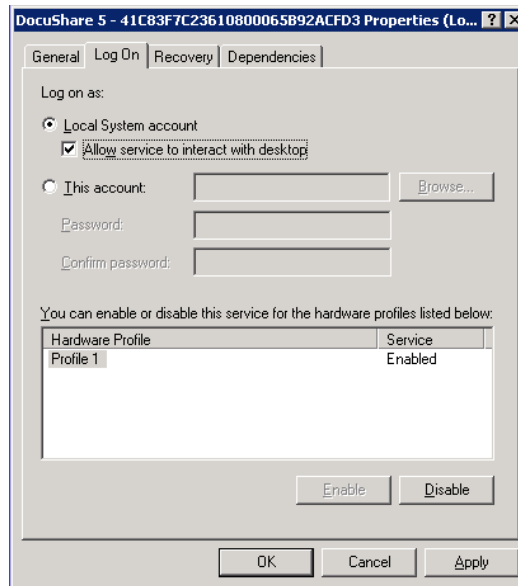 DocuShare 5 - 41C83F7C23610800065B92ACFD3 Properties (Lo... ? X
General Log On Recovery Dependencies
Log on as:
Local System account
Allow service to interact with desktop
This account:
Browse...
Password:
Confirm password:
You can enable or disable this service for the hardware profiles listed below:
Hardware Profile Service
Profile 1 Enabled
Enable Disable
OK Cancel Apply